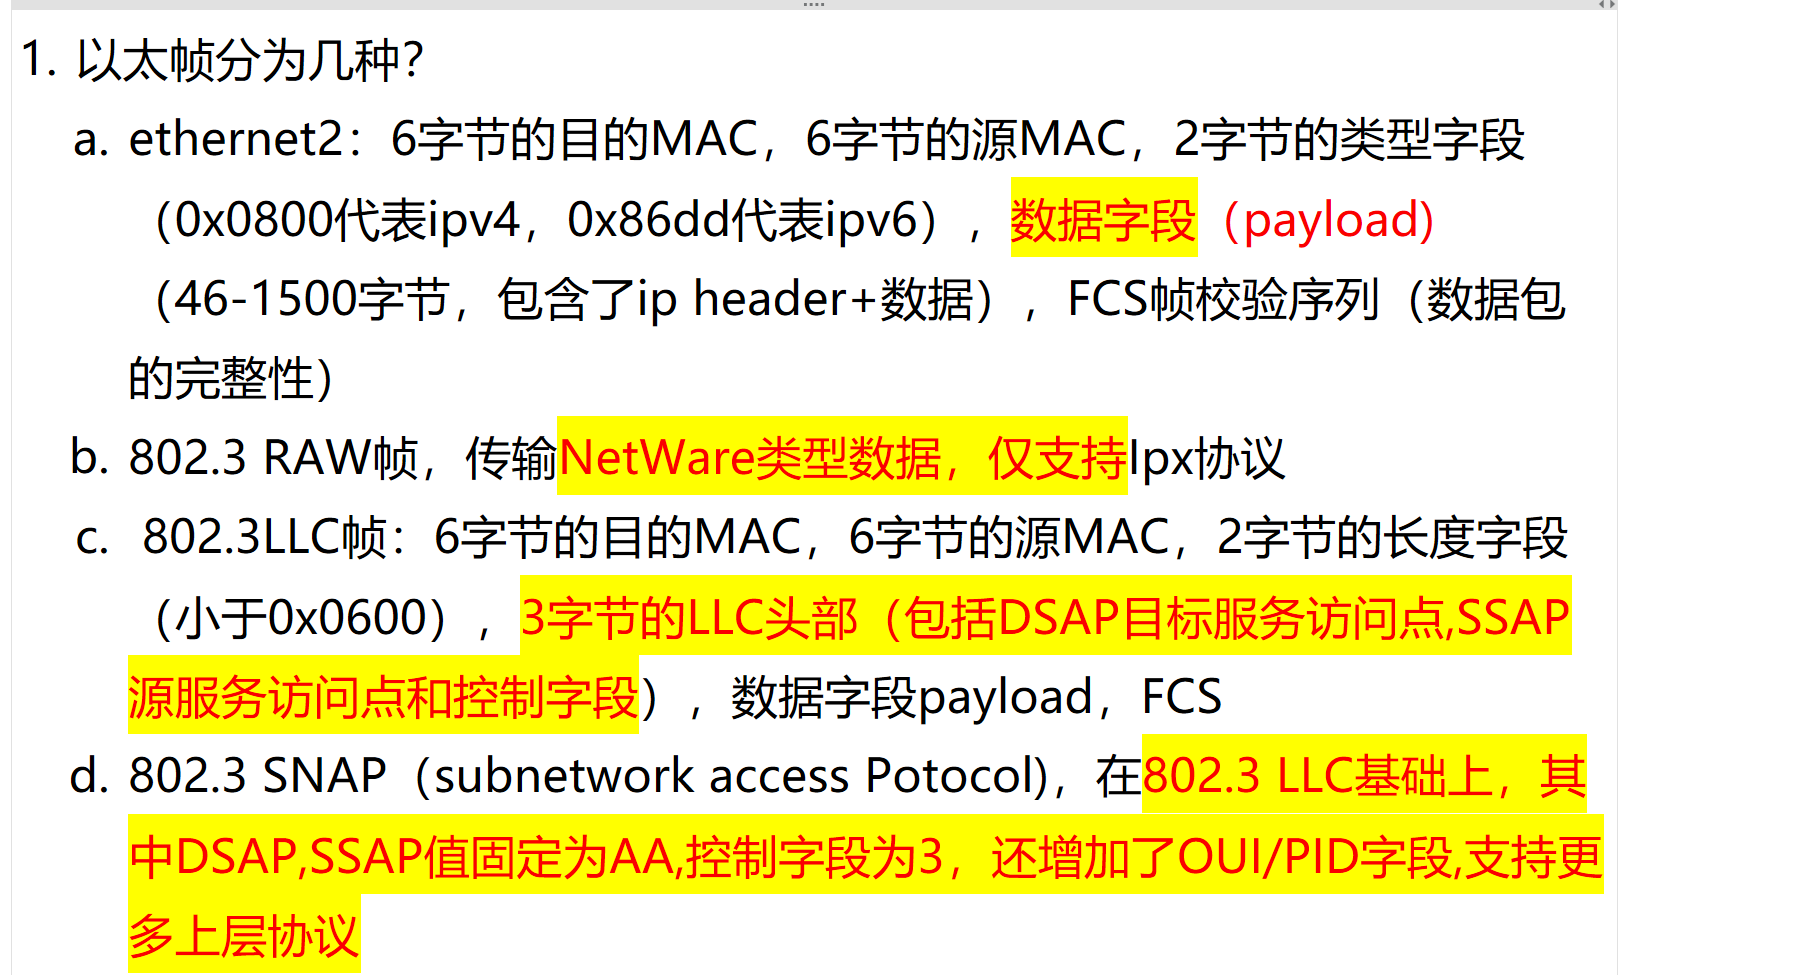 1. 以太帧分为几种？
a. ethernet2：6字节的目的MAC，6字节的源MAC，2字节的类型字段
（0x0800代表ipv4，0x86dd代表ipv6），数据字段（payload)
（46-1500字节，包含了ip header+数据），FCS帧校验序列（数据包
的完整性）
b. 802.3 RAW帧，传输NetWare类型数据，仅支持Ipx协议
c. 802.3LLC帧：6字节的目的MAC，6字节的源MAC，2字节的长度字段
（小于0x0600），3字节的LLC头部（包括DSAP目标服务访问点,SSAP
源服务访问点和控制字段），数据字段payload，FCS
d. 802.3 SNAP（subnetwork access Potocol)，在802.3 LLC基础上，其
中DSAP,SSAP值固定为AA,控制字段为3，还增加了OUI/PID字段,支持更
多上层协议